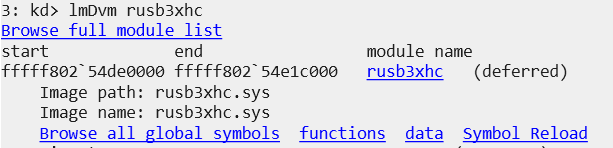 3: kd> lmDvm rusb3xhc
Browse full module list
start end module name
fffff802`54de0000 fffff802`54e1c000 rusb3xhc (deferred)
Image path: rusb3xhc.sys
Image name: rusb3xhc.sys
Browse all global symbols functions data Symbol Reload